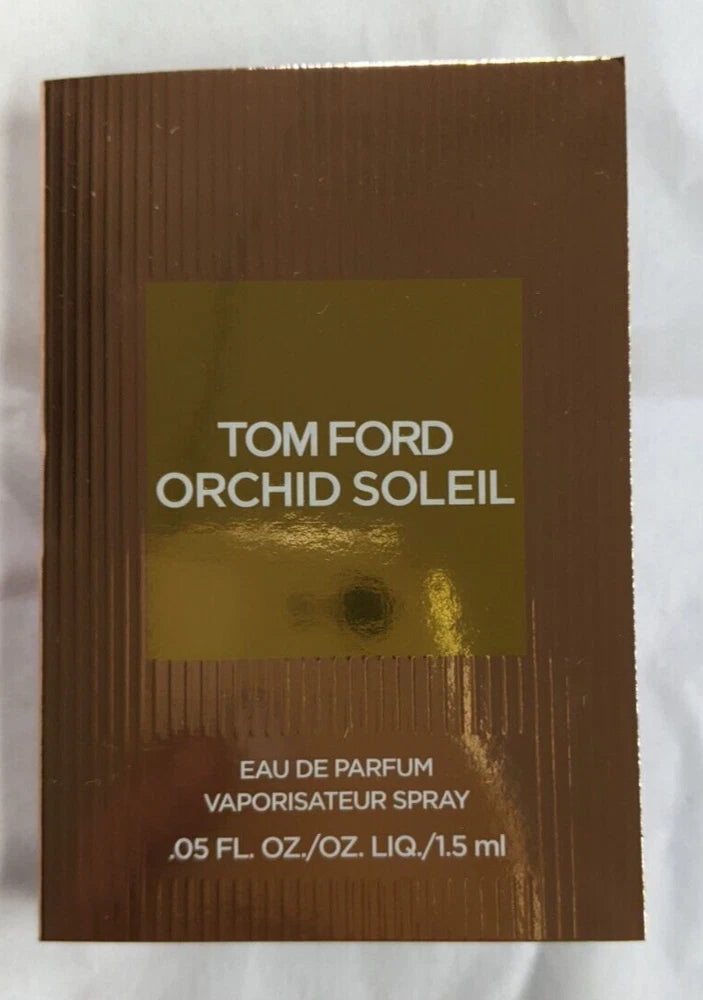 TOM FORD
ORCHID SOLEIL
EAU DE PARFUM
VAPORISATEUR SPRAY
.05 FL. OZ./OZ. LIQ./1.5 ml